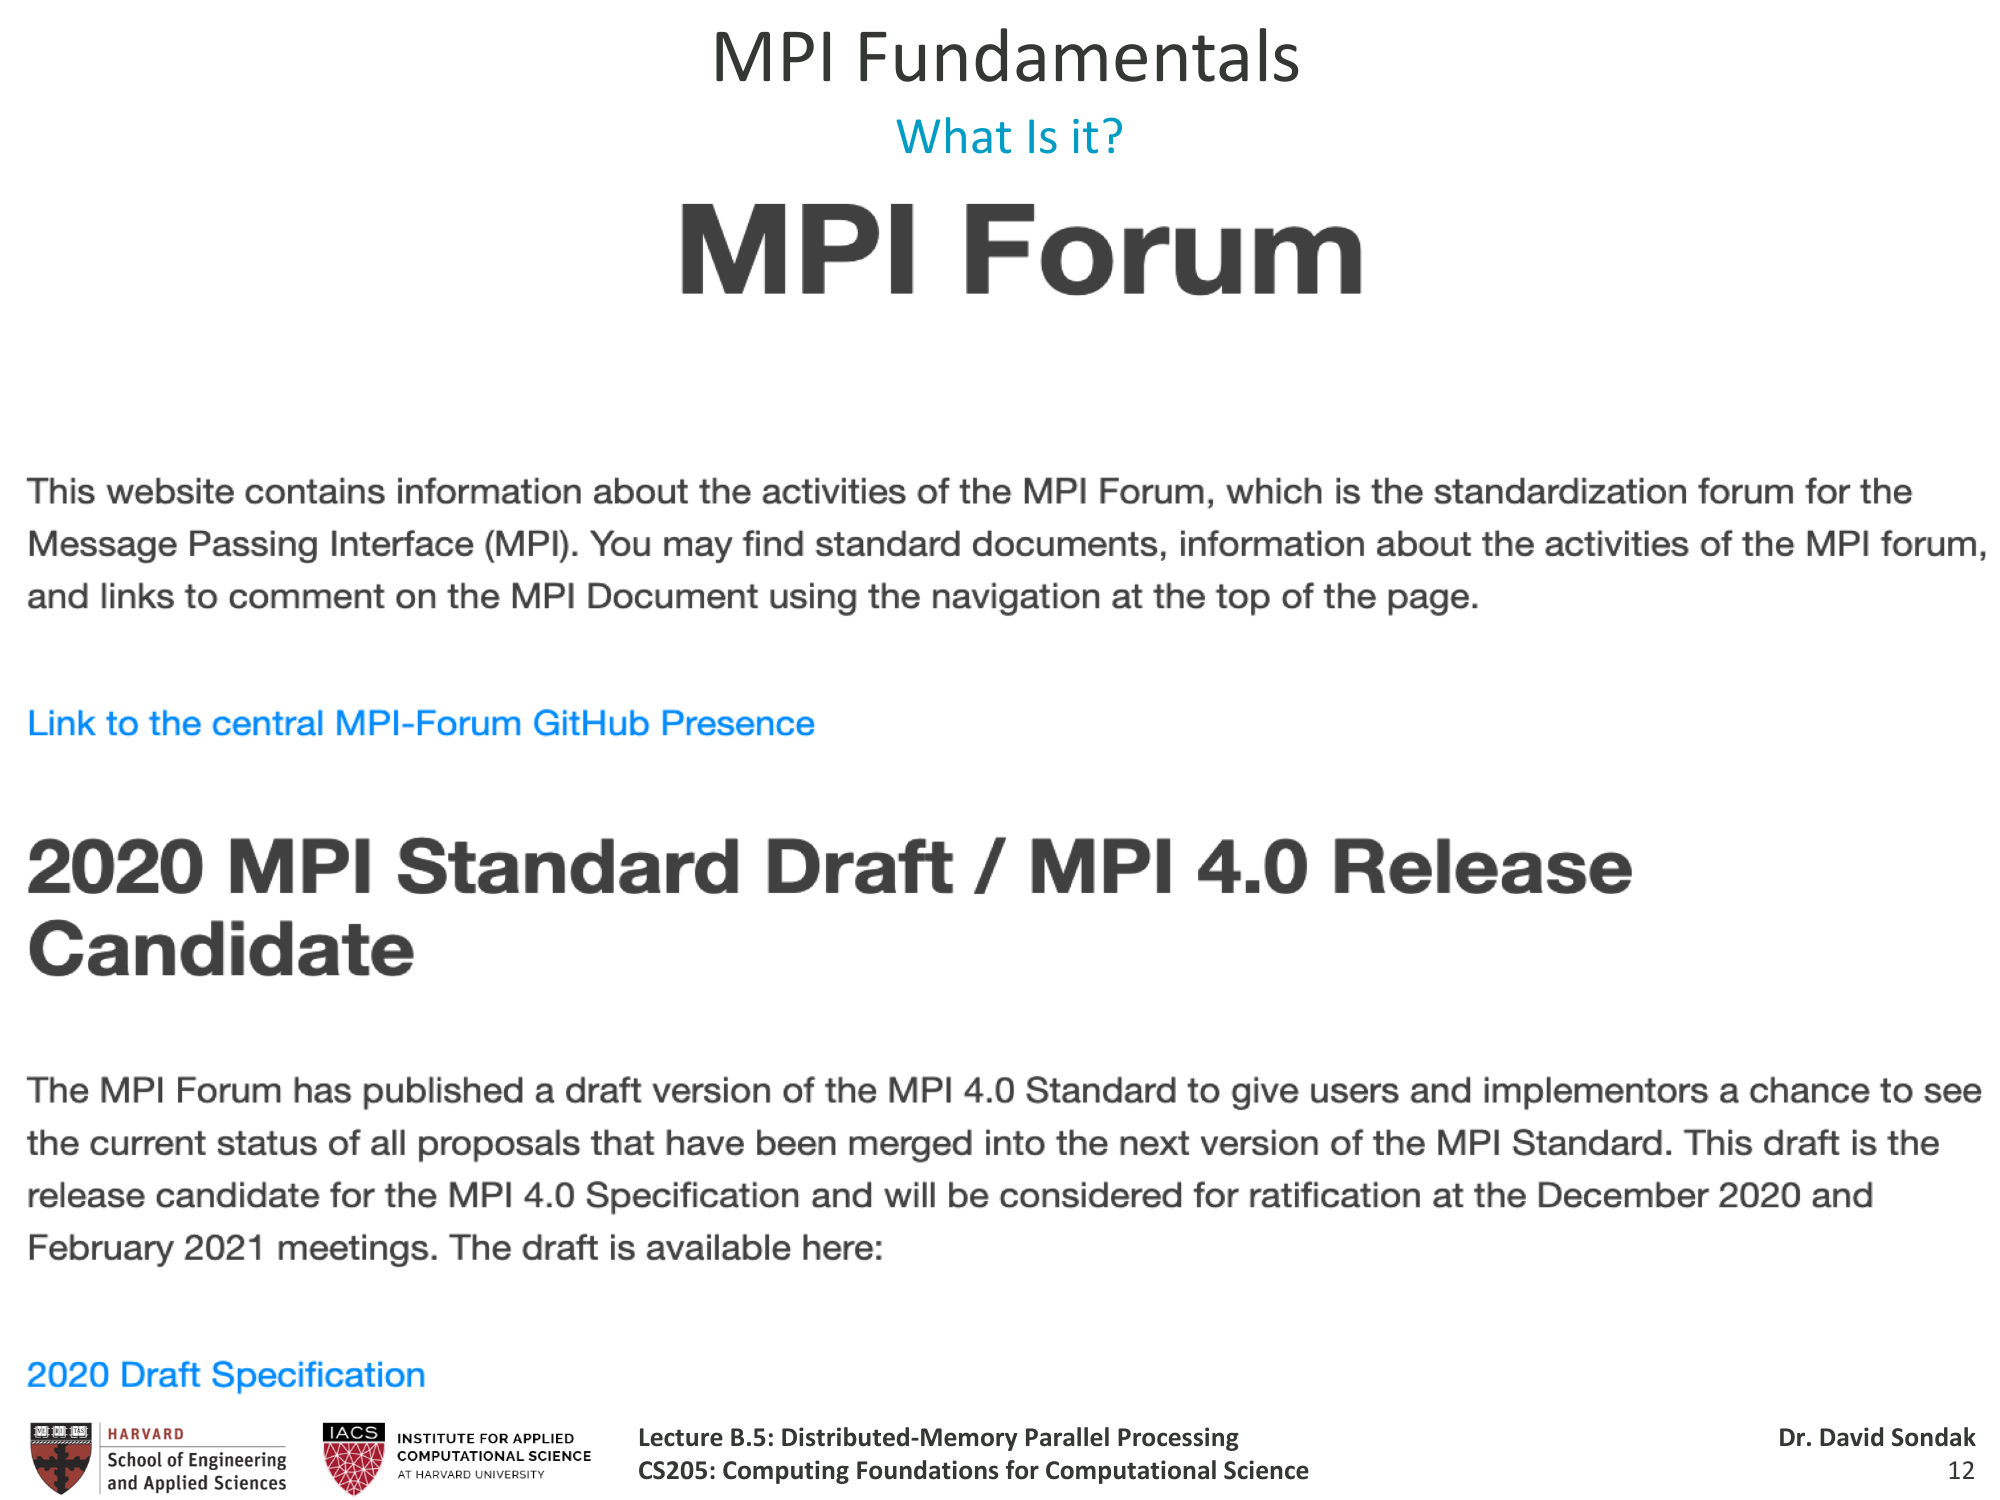 MPI Fundamentals
What Is it?
MPI Forum
This website contains information about the activities of the MPI Forum, which is the standardization forum for the
Message Passing Interface (MPI). You may find standard documents, information about the activities of the MPI forum,
and links to comment on the MPI Document using the navigation at the top of the page.
Link to the central MPI-Forum GitHub Presence
2020 MPI Standard Draft / MPI 4.0 Release
Candidate
The MPI Forum has published a draft version of the MPI 4.0 Standard to give users and implementors a chance to see
the current status of all proposals that have been merged into the next version of the MPI Standard. This draft is the
release candidate for the MPI 4.0 Specification and will be considered for ratification at the December 2020 and
February 2021 meetings. The draft is available here:
2020 Draft Specification
HARVARD
School of Engineering
and Applied Sciences
IACS
INSTITUTE FOR APPLIED
COMPUTATIONAL SCIENCE
AT HARVARD UNIVERSITY
Lecture B.5: Distributed-Memory Parallel Processing
CS205: Computing Foundations for Computational Science
Dr. David Sondak
12